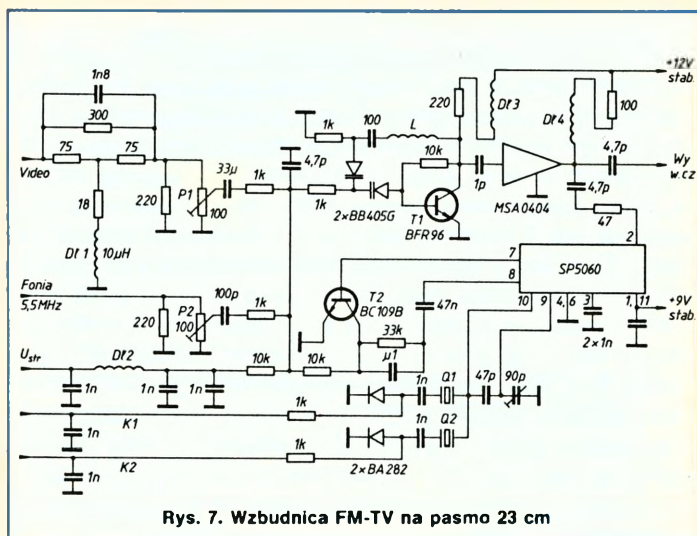 1n8
300
75
75
Video
18
Dł 1
10µH
220
P1
100
33µ
1k
4,7p
1k
1k
100
L
2×BB405G
220
10k
T1
BFR96
1p
MSA0404
Dł3
Dł4
+12V
stab.
100
4,7p
Wy
w.cz
4,7p
47
2
SP5060
7
8
10
9
4,6
3
1,11
+9V
stab.
2×1n
Fonia
5,5MHz
220
P2
100
100p
1k
T2
BC109B
47n
33k
µ1
Ustr
Dł2
1n
1n
1n
10k
10k
1n
Q1
47p
90p
1k
K1
1n
1n
Q2
1k
K2
1n
2×BA282
Rys. 7. Wzbudnica FM-TV na pasmo 23 cm